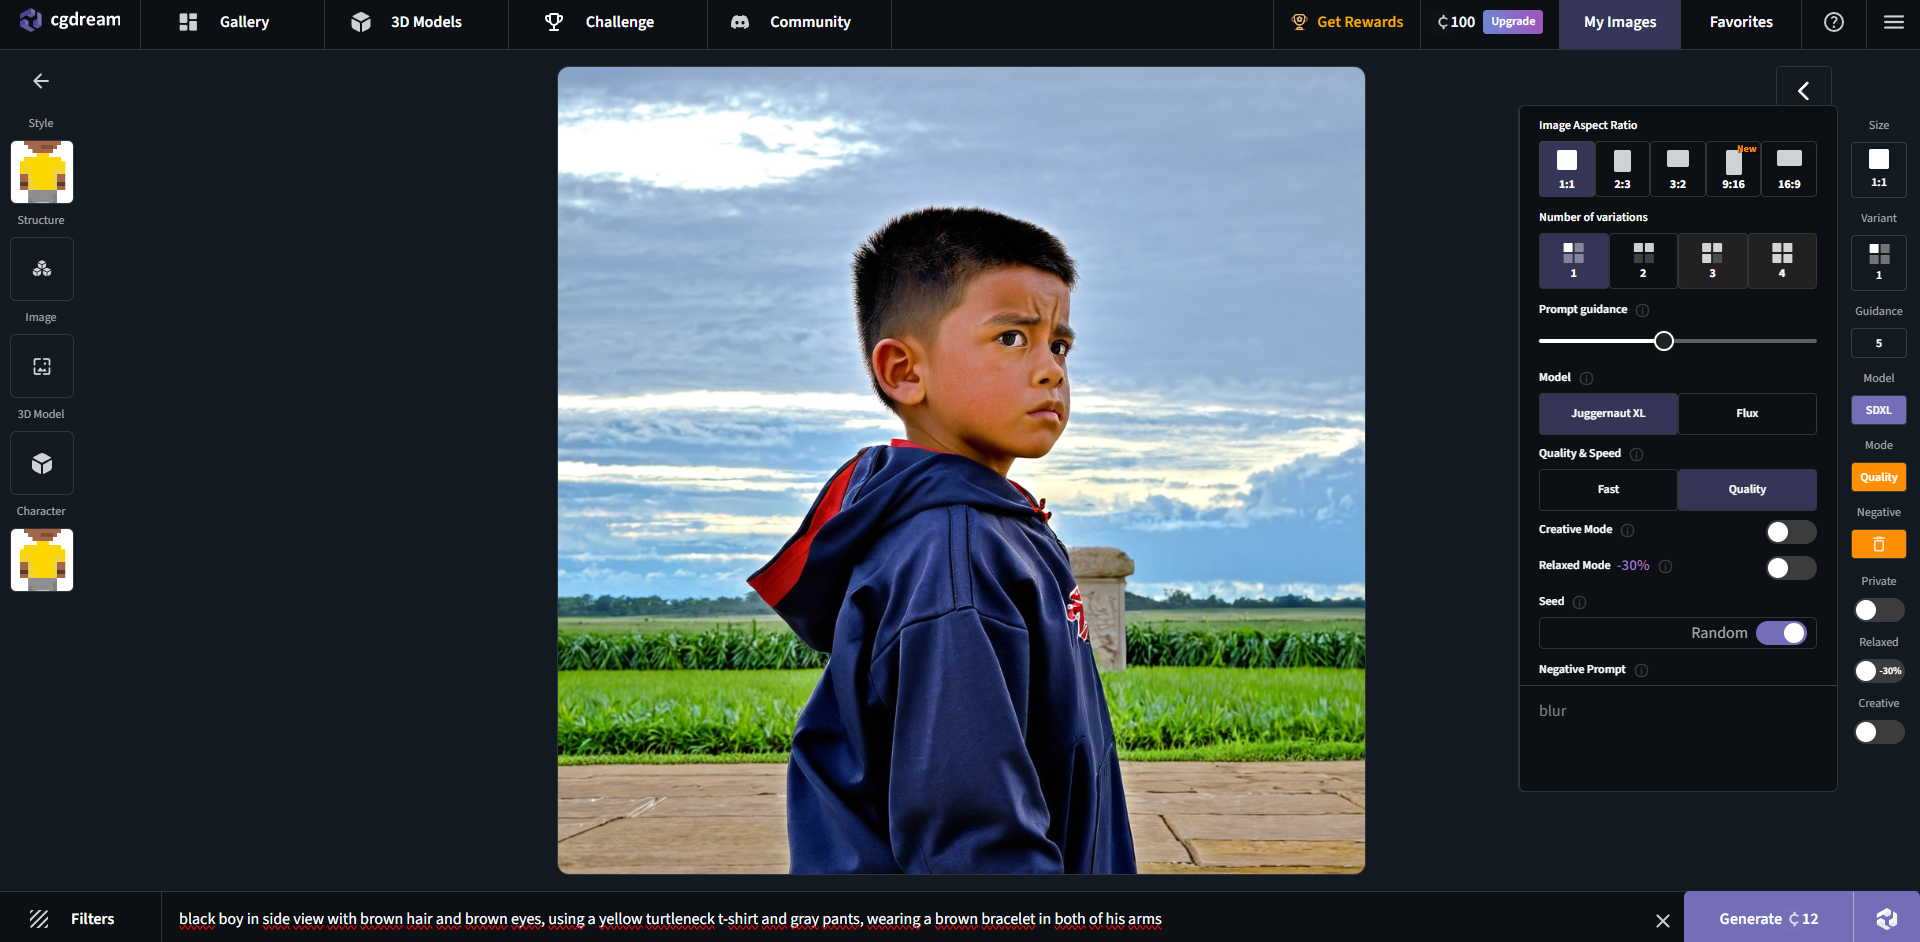 cgdream
Gallery
3D Models
Challenge
Community
Get Rewards
₵ 100
Upgrade
My Images
Favorites
Style
Structure
Image
3D Model
Character
Image Aspect Ratio
1:1
2:3
3:2
New
9:16
16:9
Number of variations
1
2
3
4
Prompt guidance
Model
Juggernaut XL
Flux
Quality & Speed
Fast
Quality
Creative Mode
Relaxed Mode -30%
Seed
Random
Negative Prompt
blur
Size
1:1
Variant
1
Guidance
5
Model
SDXL
Mode
Quality
Negative
Private
Relaxed
-30%
Creative
Filters
black boy in side view with brown hair and brown eyes, using a yellow turtleneck t-shirt and gray pants, wearing a brown bracelet in both of his arms
Generate ₵ 12